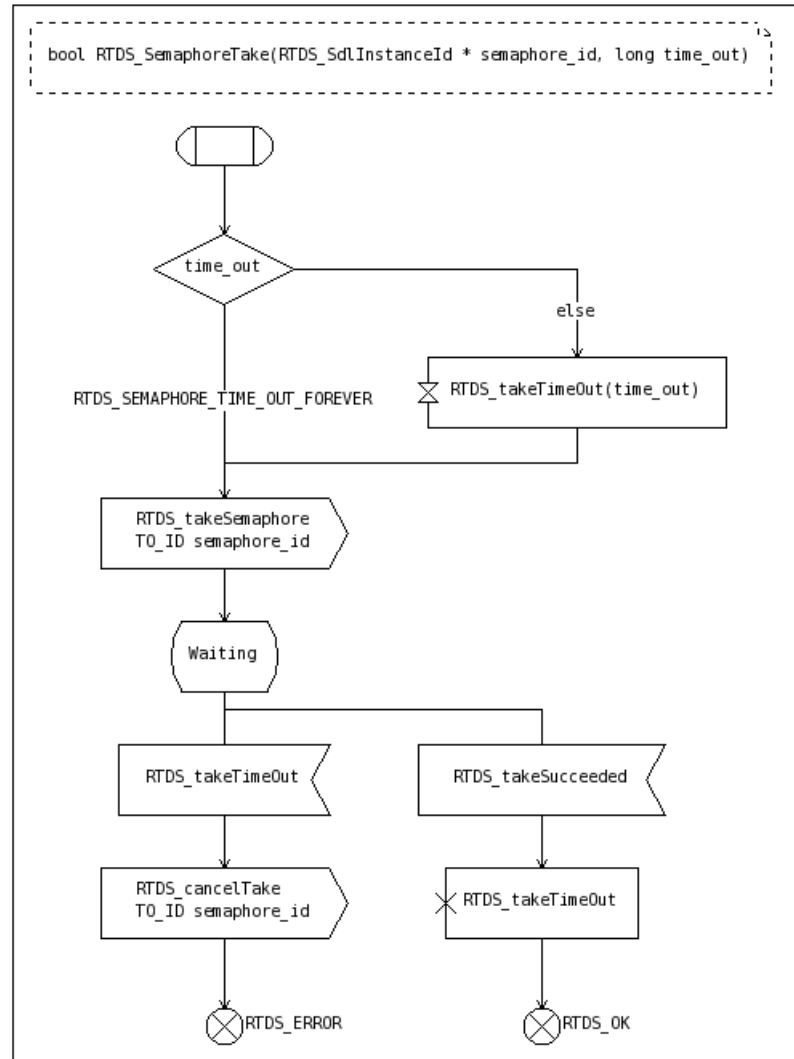 bool RTDS_SemaphoreTake(RTDS_SdlInstanceId * semaphore_id, long time_out)
time_out
else
RTDS_takeTimeOut(time_out)
RTDS_SEMAPHORE_TIME_OUT_FOREVER
RTDS_takeSemaphore
TO_ID semaphore_id
Waiting
RTDS_takeTimeOut
RTDS_takeSucceeded
RTDS_cancelTake
TO_ID semaphore_id
RTDS_takeTimeOut
RTDS_ERROR
RTDS_OK